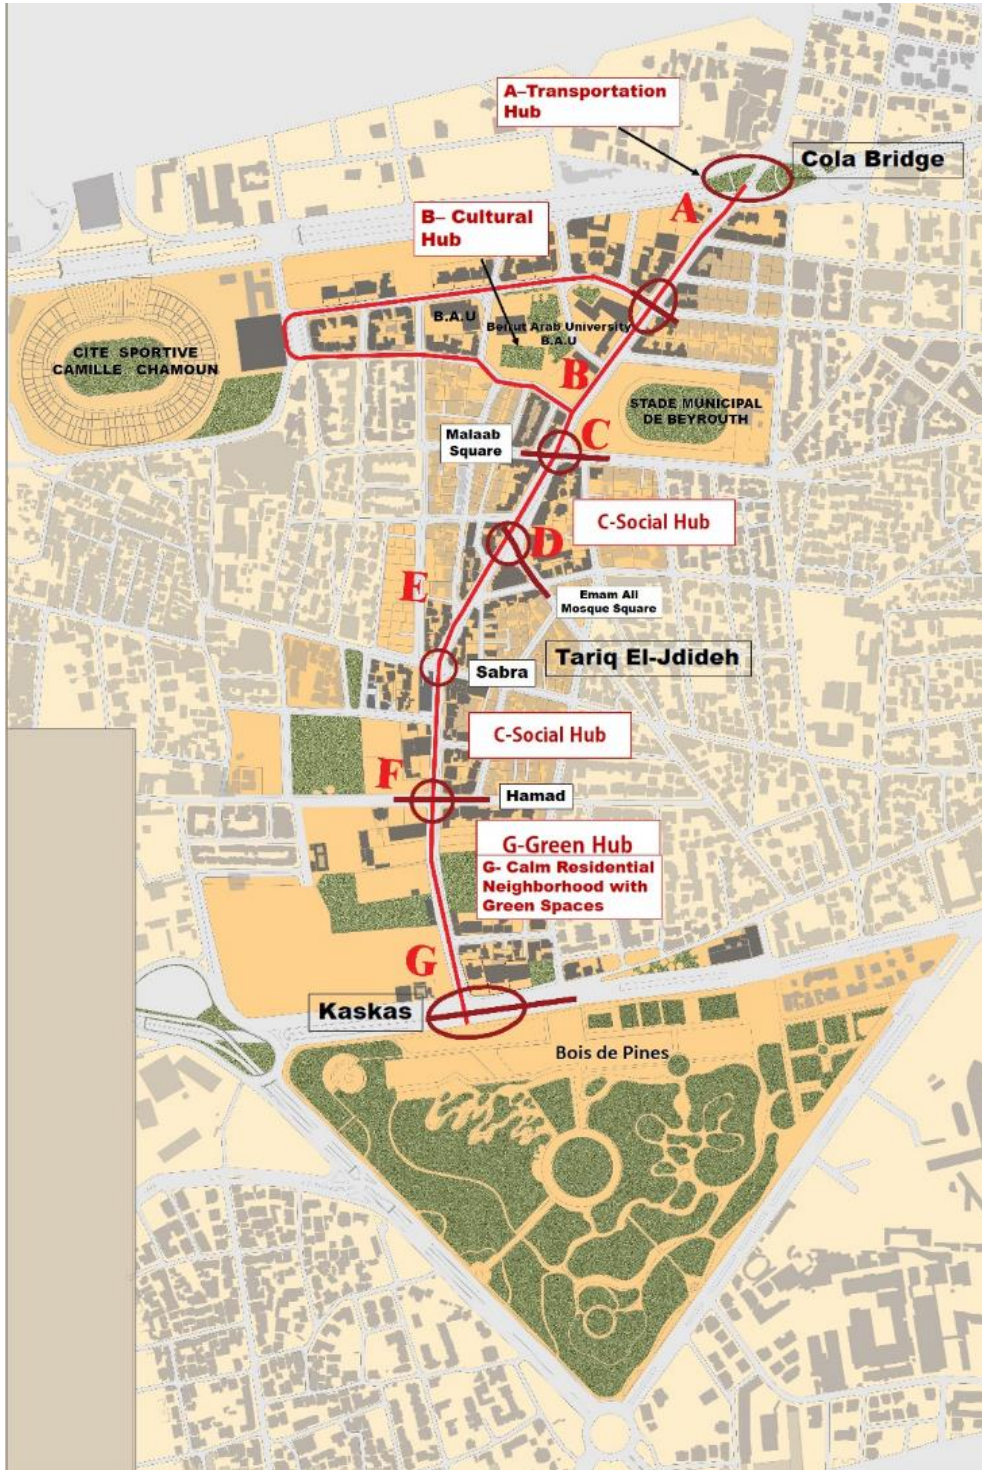 A–Transportation
Hub
Cola Bridge
A
B– Cultural
Hub
B.A.U
Beirut Arab University
B.A.U
CITE SPORTIVE
CAMILLE CHAMOUN
B
STADE MUNICIPAL
DE BEYROUTH
C
Malaab
Square
C-Social Hub
D
E
Emam All
Mosque Square
Tariq El-Jdideh
Sabra
C-Social Hub
F
Hamad
G-Green Hub
G- Calm Residential
Neighborhood with
Green Spaces
G
Kaskas
Bois de Pines